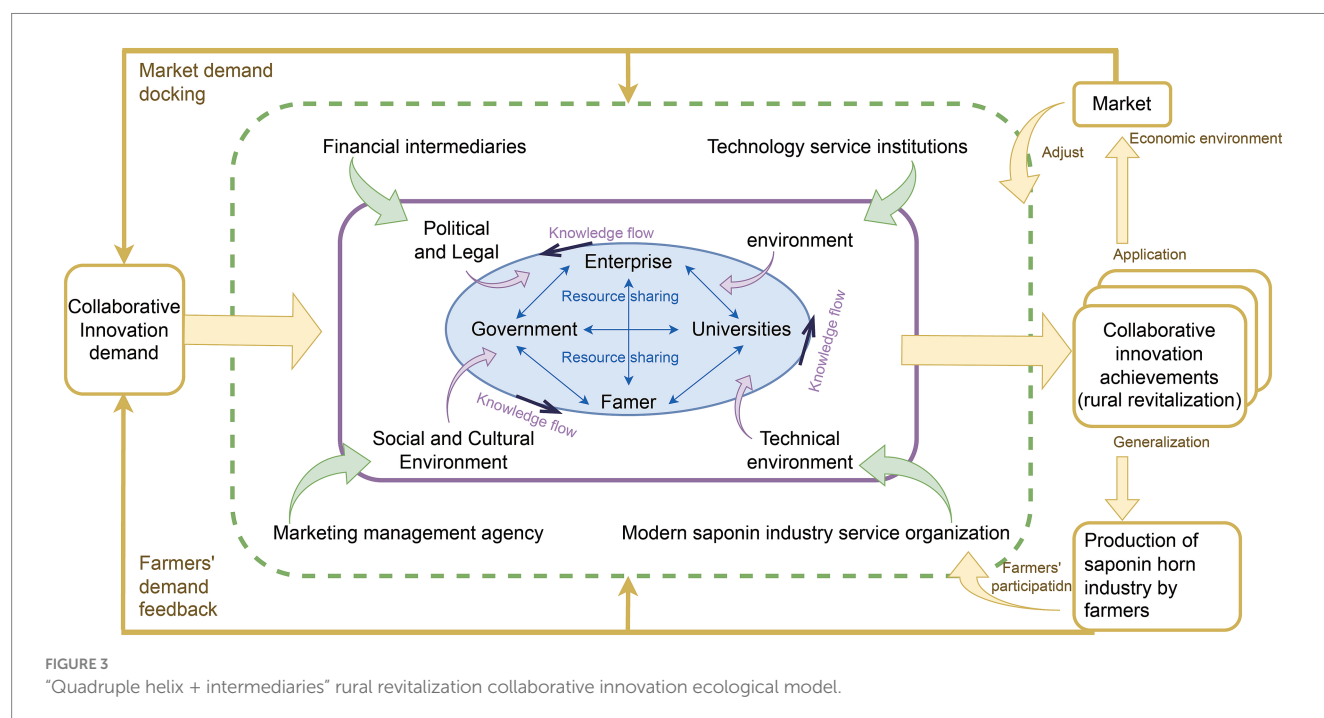 Market demand
docking
Market
Economic environment
Adjust
Financial intermediaries
Technology service institutions
Political
and Legal
Knowledge flow
environment
Enterprise
Application
Resource sharing
Collaborative
Innovation
demand
Government
Universities
Knowledge flow
Collaborative
innovation
achievements
(rural revitalization)
Resource sharing
Famer
Knowledge flow
Social and Cultural
Environment
Technical
environment
Generalization
Marketing management agency
Modern saponin industry service organization
Production of
saponin horn
industry by
farmers
Farmers'
demand
feedback
Farmers'
participatidn
FIGURE 3
“Quadruple helix + intermediaries” rural revitalization collaborative innovation ecological model.